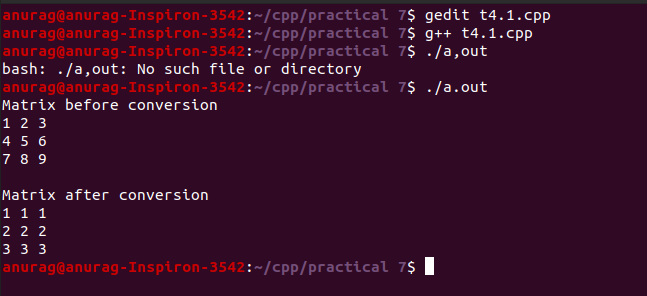 anurag@anurag-Inspiron-3542:~/cpp/practical 7$ gedit t4.1.cpp
anurag@anurag-Inspiron-3542:~/cpp/practical 7$ g++ t4.1.cpp
anurag@anurag-Inspiron-3542:~/cpp/practical 7$ ./a,out
bash: ./a,out: No such file or directory
anurag@anurag-Inspiron-3542:~/cpp/practical 7$ ./a.out
Matrix before conversion
1 2 3
4 5 6
7 8 9

Matrix after conversion
1 1 1
2 2 2
3 3 3
anurag@anurag-Inspiron-3542:~/cpp/practical 7$